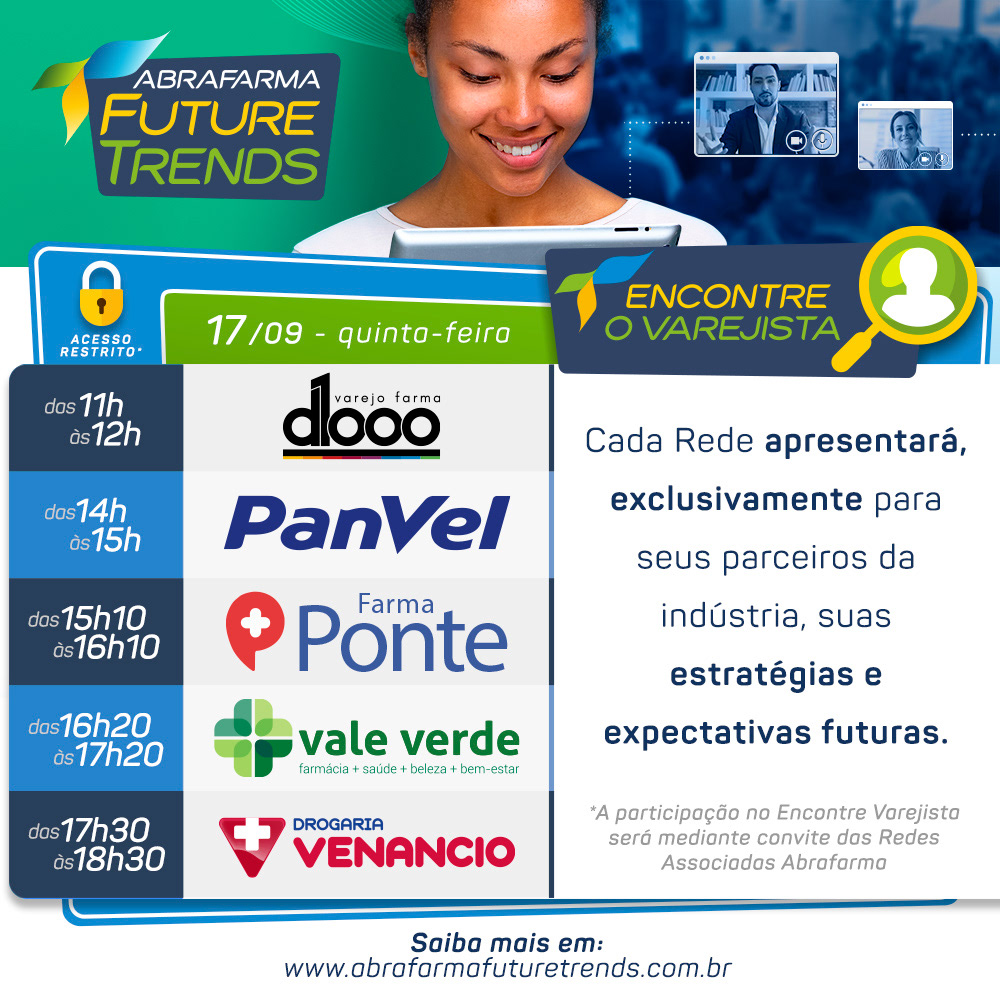 ABRAFARMA
FUTURE
TRENDS
ACESSO
RESTRITO*
17/09 - quinta-feira
ENCONTRE
O VAREJISTA
das 11h
às 12h
varejo farma
d1000
das 14h
às 15h
PanVel
das 15h10
às 16h10
Farma
Ponte
das 16h20
às 17h20
vale verde
farmácia + saúde + beleza + bem-estar
das 17h30
às 18h30
DROGARIA
VENANCIO
Cada Rede apresentará,
exclusivamente para
seus parceiros da
indústria, suas
estratégias e
expectativas futuras.
*A participação no Encontre Varejista
será mediante convite das Redes
Associadas Abrafarma
Saiba mais em:
www.abrafarmafuturetrends.com.br